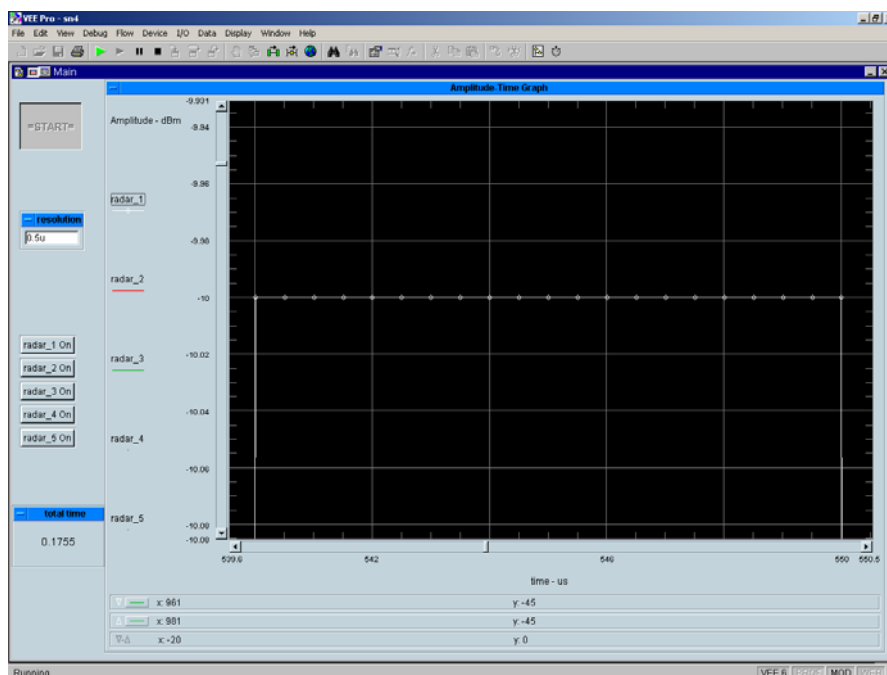 VEE Pro - sn4
File Edit View Debug Flow Device I/O Data Display Window Help
Main
=START=
Amplitude-Time Graph
Amplitude - dBm
-9.931
-9.94
-9.96
-9.98
-10
-10.02
-10.04
-10.06
-10.08
-10.08
radar_1
radar_2
radar_3
radar_4
radar_5
resolution
0.5u
radar_1 On
radar_2 On
radar_3 On
radar_4 On
radar_5 On
total time
0.1755
539.6 542 546 550 550.5
time - us
x: 961 y: -45
x: 981 y: -45
x: -20 y: 0
Running
VEE 6 PROF MOD WEB